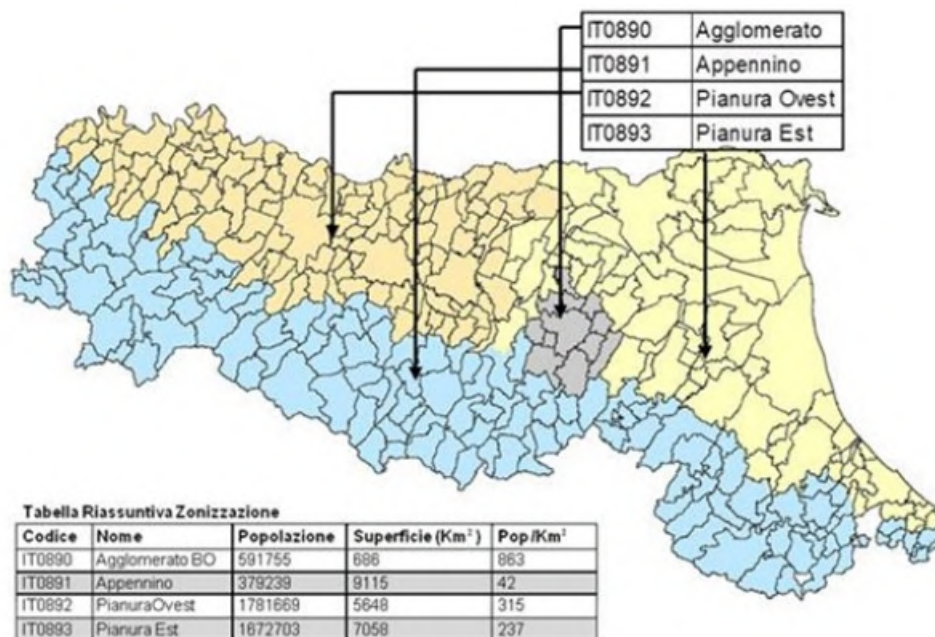 IT0890 Agglomerato
IT0891 Appennino
IT0892 Pianura Ovest
IT0893 Pianura Est
Tabella Riassuntiva Zonizzazione
Codice Nome Popolazione Superficie (Km²) Pop/Km²
IT0890 Agglomerato BO 591755 686 863
IT0891 Appennino 379239 9115 42
IT0892 PianuraOvest 1781669 5648 315
IT0893 Pianura Est 1672703 7058 237